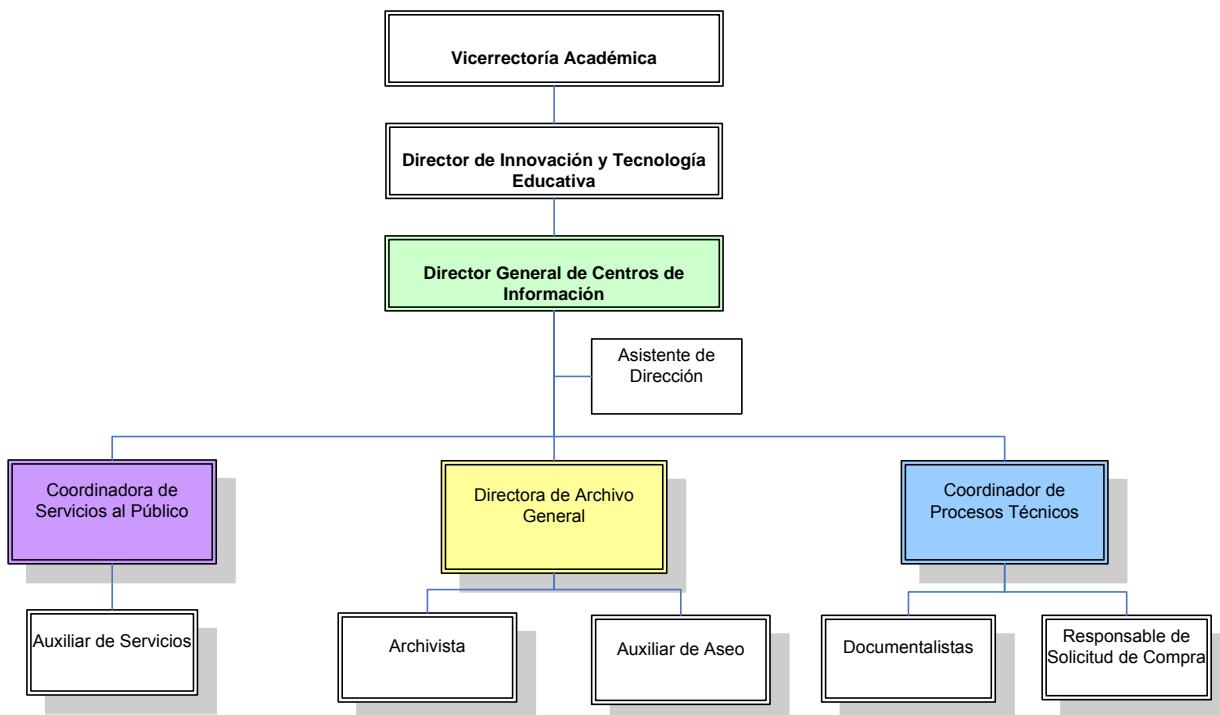 Vicerrectoría Académica
Director de Innovación y Tecnología
Educativa
Director General de Centros de
Información
Asistente de
Dirección
Coordinadora de
Servicios al Público
Directora de Archivo
General
Coordinador de
Procesos Técnicos
Auxiliar de Servicios
Archivista
Auxiliar de Aseo
Documentalistas
Responsable de
Solicitud de Compra